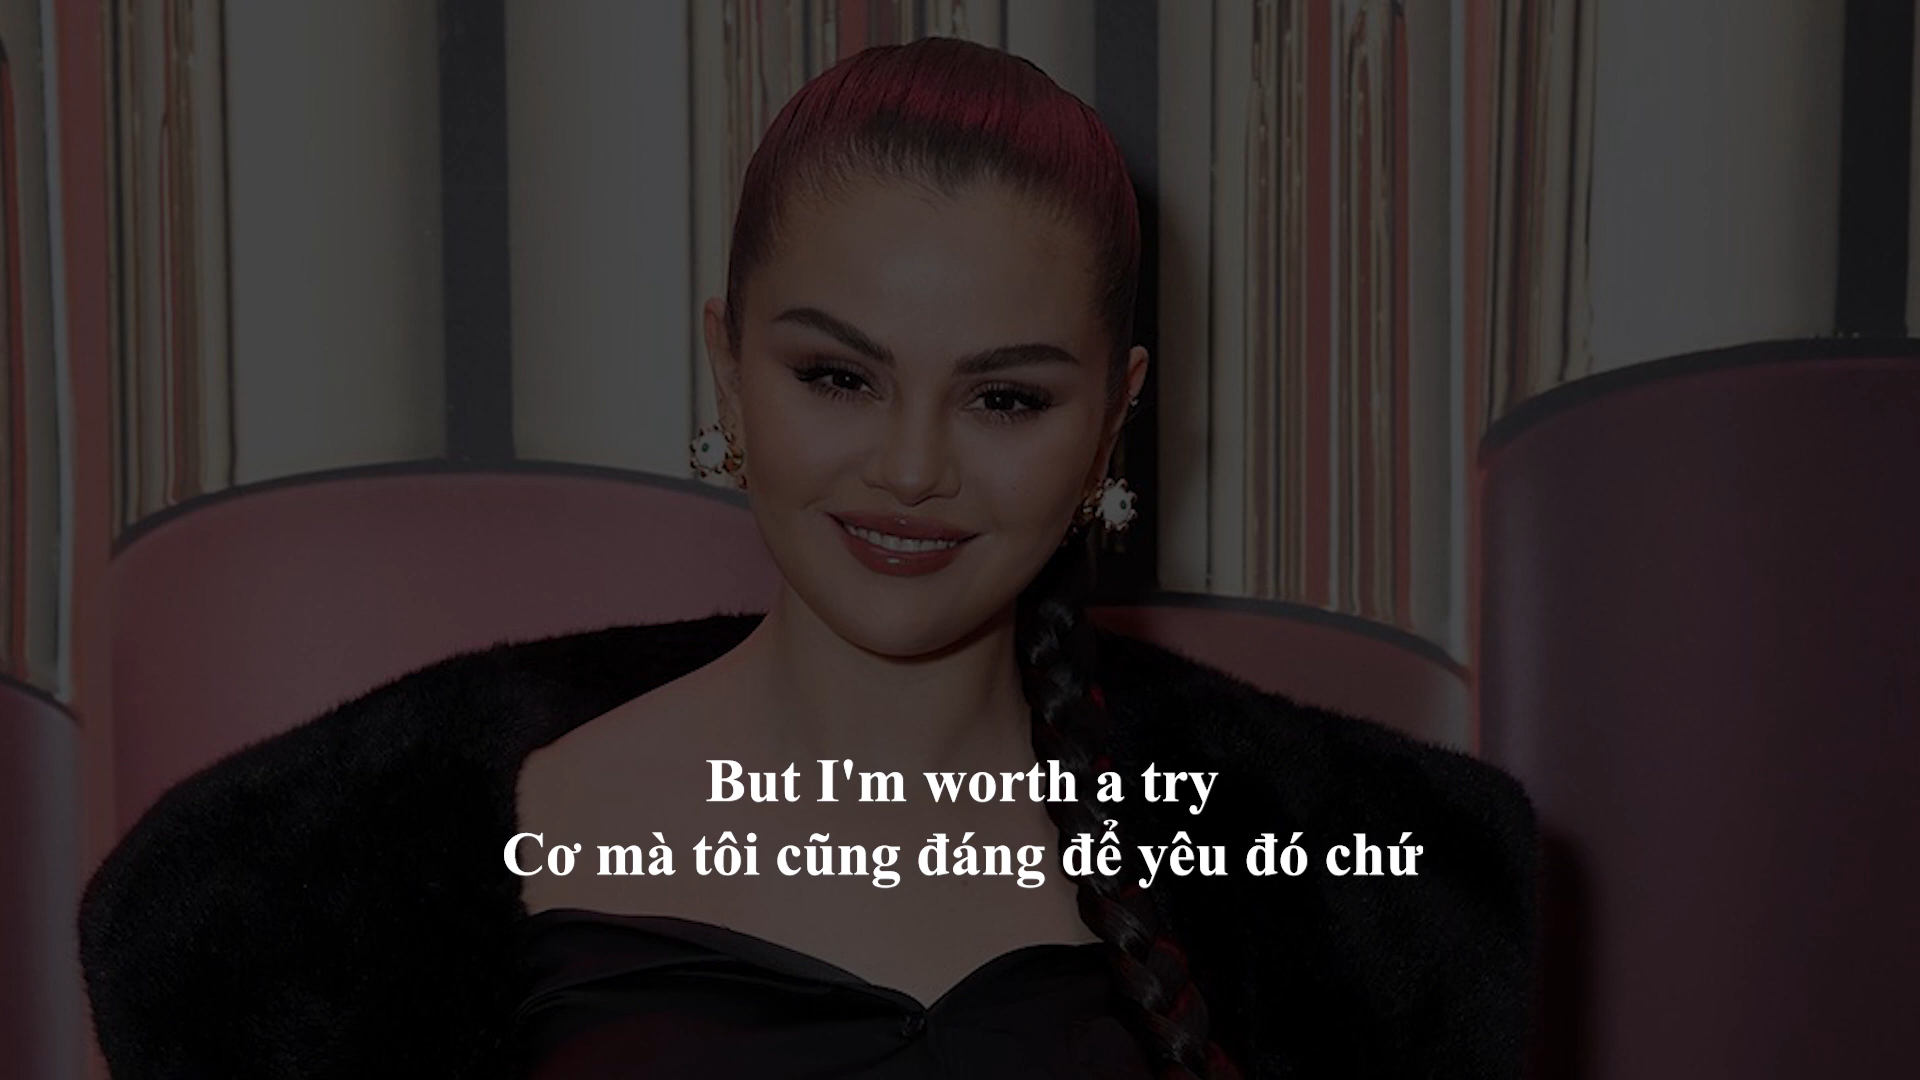 But I'm worth a try
Cơ mà tôi cũng đáng để yêu đó chứ